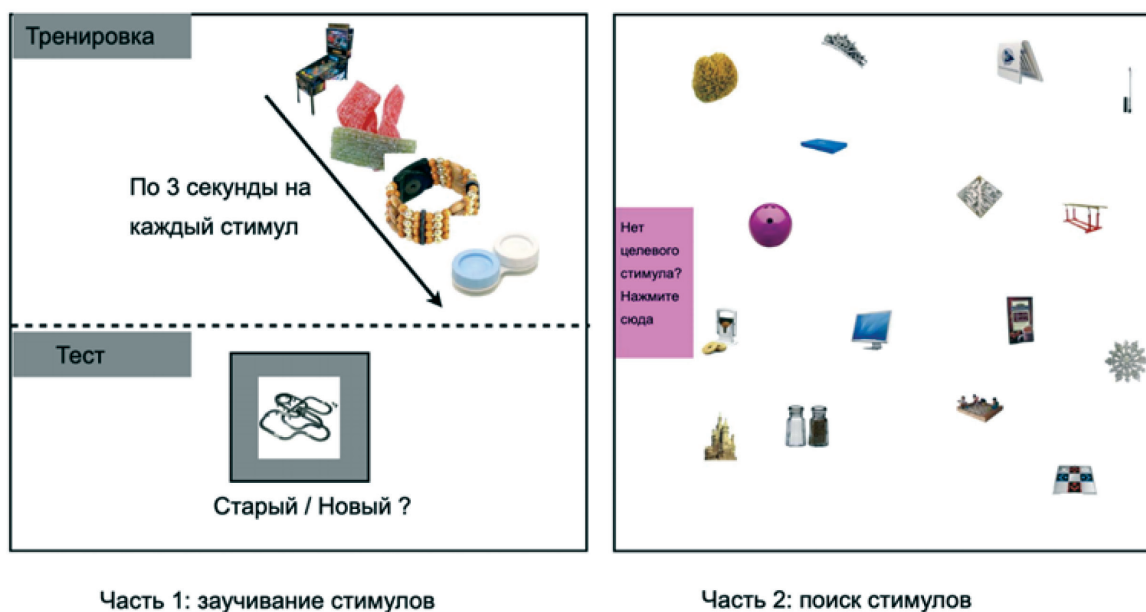 Тренировка
По 3 секунды на
каждый стимул
Тест
Старый / Новый ?
Часть 1: заучивание стимулов
Нет
целевого
стимула?
Нажмите
сюда
Часть 2: поиск стимулов